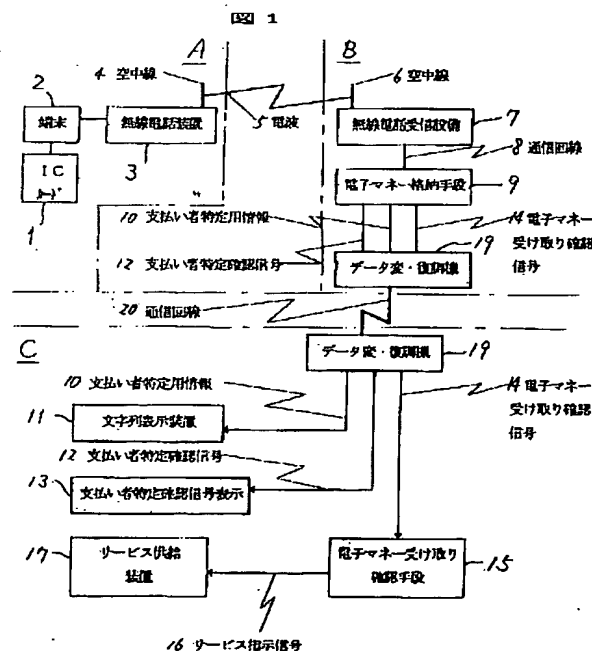 図 1
A
B
4 空中線
6 空中線
2
端末
無線電話装置
5 電波
無線電話受信設備
7
3
8 通信回線
IC
カード
電子マネー格納手段
9
1
10 支払い者特定用情報
14 電子マネー
受け取り確認
信号
19
12 支払い者特定確認信号
データ変・復調機
20 通信回線
C
データ変・復調機
19
10 支払い者特定用情報
14 電子マネー
受け取り確認
信号
11
文字列表示装置
12 支払い者特定確認信号
13
支払い者特定確認信号表示
17
サービス供給
装置
電子マネー受け取り
確認手段
15
16 サービス指示信号